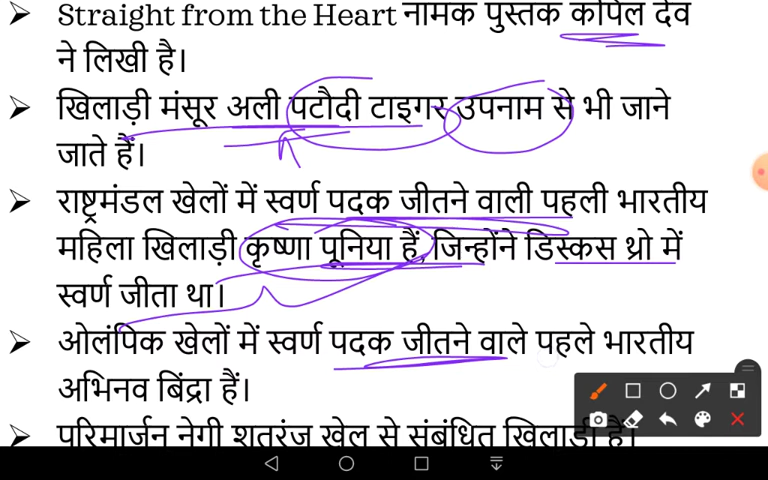 ➤ Straight from the Heart नामक पुस्तक कपिल देव
ने लिखी है।
➤ खिलाड़ी मंसूर अली पटौदी टाइगर उपनाम से भी जाने
जाते हैं।
➤ राष्ट्रमंडल खेलों में स्वर्ण पदक जीतने वाली पहली भारतीय
महिला खिलाड़ी कृष्णा पूनिया हैं, जिन्होंने डिस्कस थ्रो में
स्वर्ण जीता था।
➤ ओलंपिक खेलों में स्वर्ण पदक जीतने वाले पहले भारतीय
अभिनव बिंद्रा हैं।
➤ परिमार्जन नेगी शतरंज खेल से संबंधित खिलाड़ी है।